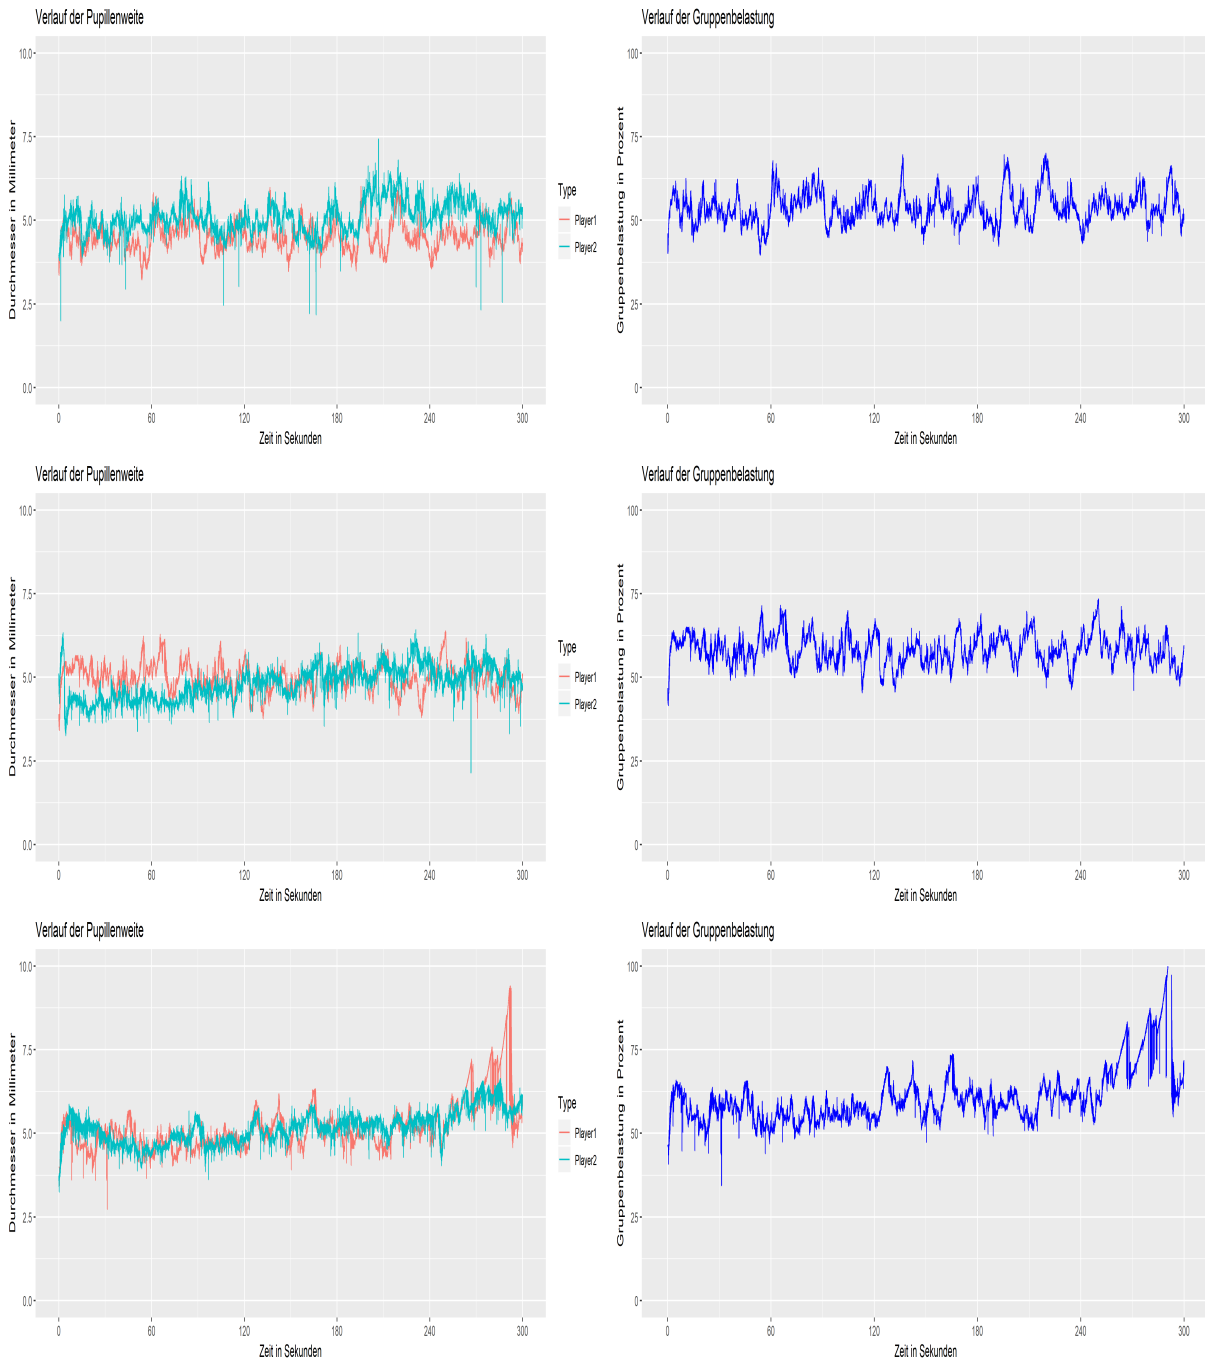 Verlauf der Pupillenweite
Durchmesser in Millimeter
10.0
7.5
5.0
2.5
0.0
0 60 120 180 240 300
Zeit in Sekunden
Type
Player1
Player2
Verlauf der Gruppenbelastung
Gruppenbelastung in Prozent
100
75
50
25
0
0 60 120 180 240 300
Zeit in Sekunden
Verlauf der Pupillenweite
Durchmesser in Millimeter
10.0
7.5
5.0
2.5
0.0
0 60 120 180 240 300
Zeit in Sekunden
Type
Player1
Player2
Verlauf der Gruppenbelastung
Gruppenbelastung in Prozent
100
75
50
25
0
0 60 120 180 240 300
Zeit in Sekunden
Verlauf der Pupillenweite
Durchmesser in Millimeter
10.0
7.5
5.0
2.5
0.0
0 60 120 180 240 300
Zeit in Sekunden
Type
Player1
Player2
Verlauf der Gruppenbelastung
Gruppenbelastung in Prozent
100
75
50
25
0
0 60 120 180 240 300
Zeit in Sekunden